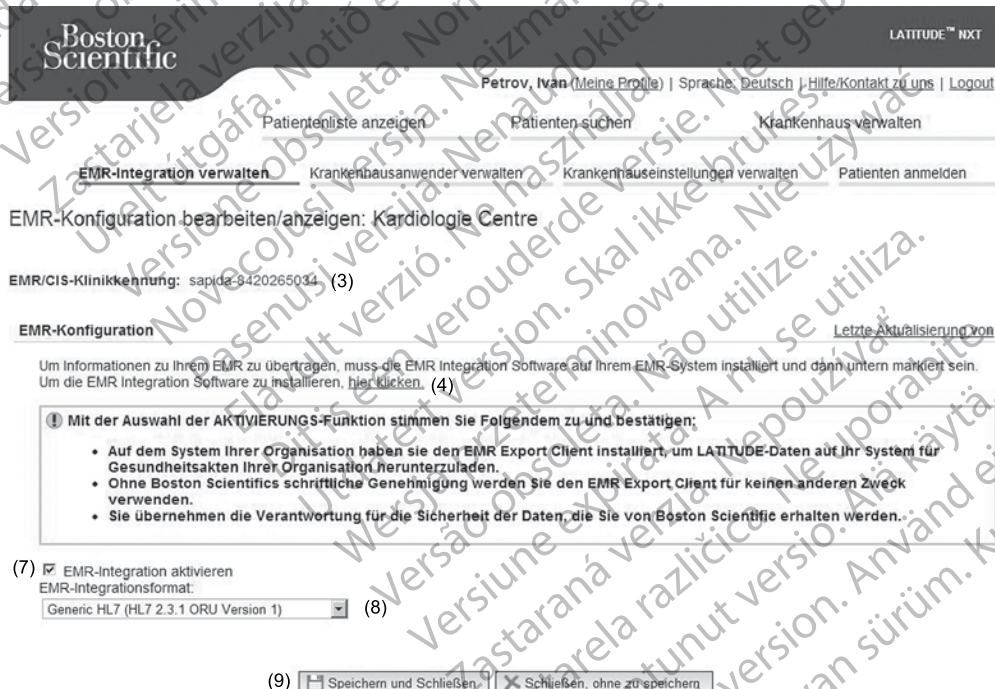 Boston
Scientific
LATITUDE™ NXT
Petrov, Ivan (Meine Profile) | Sprache: Deutsch | Hilfe/Kontakt zu uns | Logout
Patientenliste anzeigen Patienten suchen Krankenhaus verwalten
EMR-Integration verwalten Krankenhausanwender verwalten Krankenhauseinstellungen verwalten Patienten anmelden
EMR-Konfiguration bearbeiten/anzeigen: Kardiologie Centre
EMR/CIS-Klinikkennung: sapida-8420265034 (3)
EMR-Konfiguration Letzte Aktualisierung von
Um Informationen zu Ihrem EMR zu übertragen, muss die EMR Integration Software auf Ihrem EMR-System installiert und dann untern markiert sein.
Um die EMR Integration Software zu installieren, hier klicken. (4)
Mit der Auswahl der AKTIVIERUNGS-Funktion stimmen Sie Folgendem zu und bestätigen:
• Auf dem System Ihrer Organisation haben sie den EMR Export Client installiert, um LATITUDE-Daten auf Ihr System für
Gesundheitsakten Ihrer Organisation herunterzuladen.
• Ohne Boston Scientifics schriftliche Genehmigung werden Sie den EMR Export Client für keinen anderen Zweck
verwenden.
• Sie übernehmen die Verantwortung für die Sicherheit der Daten, die Sie von Boston Scientific erhalten werden.
(7) EMR-Integration aktivieren
EMR-Integrationsformat:
Generic HL7 (HL7 2.3.1 ORU Version 1) (8)
(9) Speichern und Schließen Schließen, ohne zu speichern